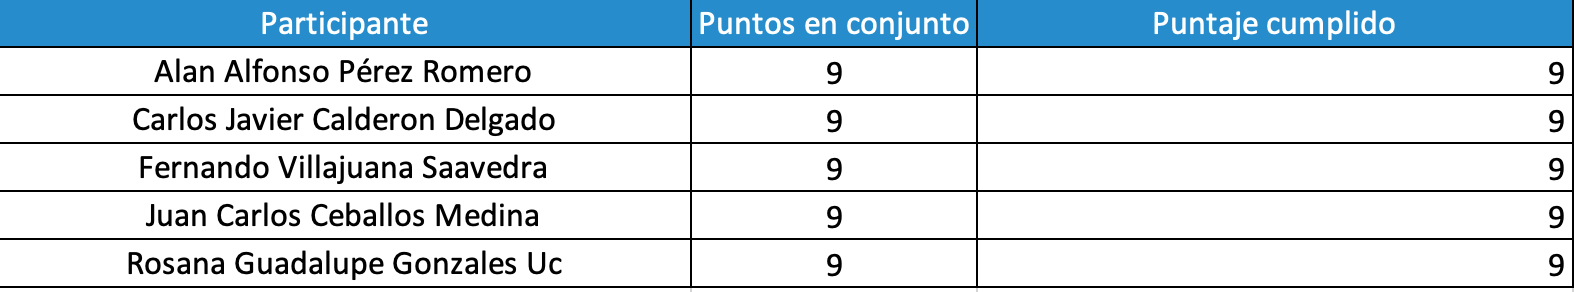 Participante Puntos en conjunto Puntaje cumplido
Alan Alfonso Pérez Romero 9 9
Carlos Javier Calderon Delgado 9 9
Fernando Villajuana Saavedra 9 9
Juan Carlos Ceballos Medina 9 9
Rosana Guadalupe Gonzales Uc 9 9